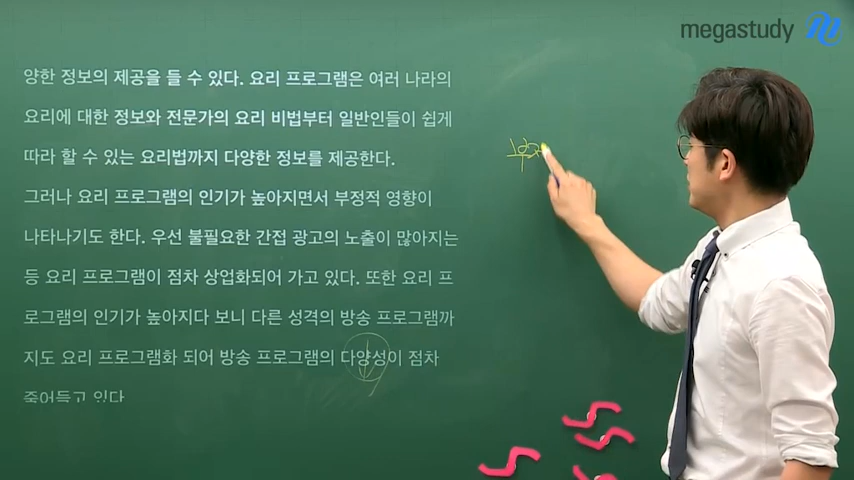 megastudy
양한 정보의 제공을 들 수 있다. 요리 프로그램은 여러 나라의
요리에 대한 정보와 전문가의 요리 비법부터 일반인들이 쉽게
따라 할 수 있는 요리법까지 다양한 정보를 제공한다.
그러나 요리 프로그램의 인기가 높아지면서 부정적 영향이
나타나기도 한다. 우선 불필요한 간접 광고의 노출이 많아지는
등 요리 프로그램이 점차 상업화되어 가고 있다. 또한 요리 프
로그램의 인기가 높아지다 보니 다른 성격의 방송 프로그램까
지도 요리 프로그램화 되어 방송 프로그램의 다양성이 점차
죽어들고 있다